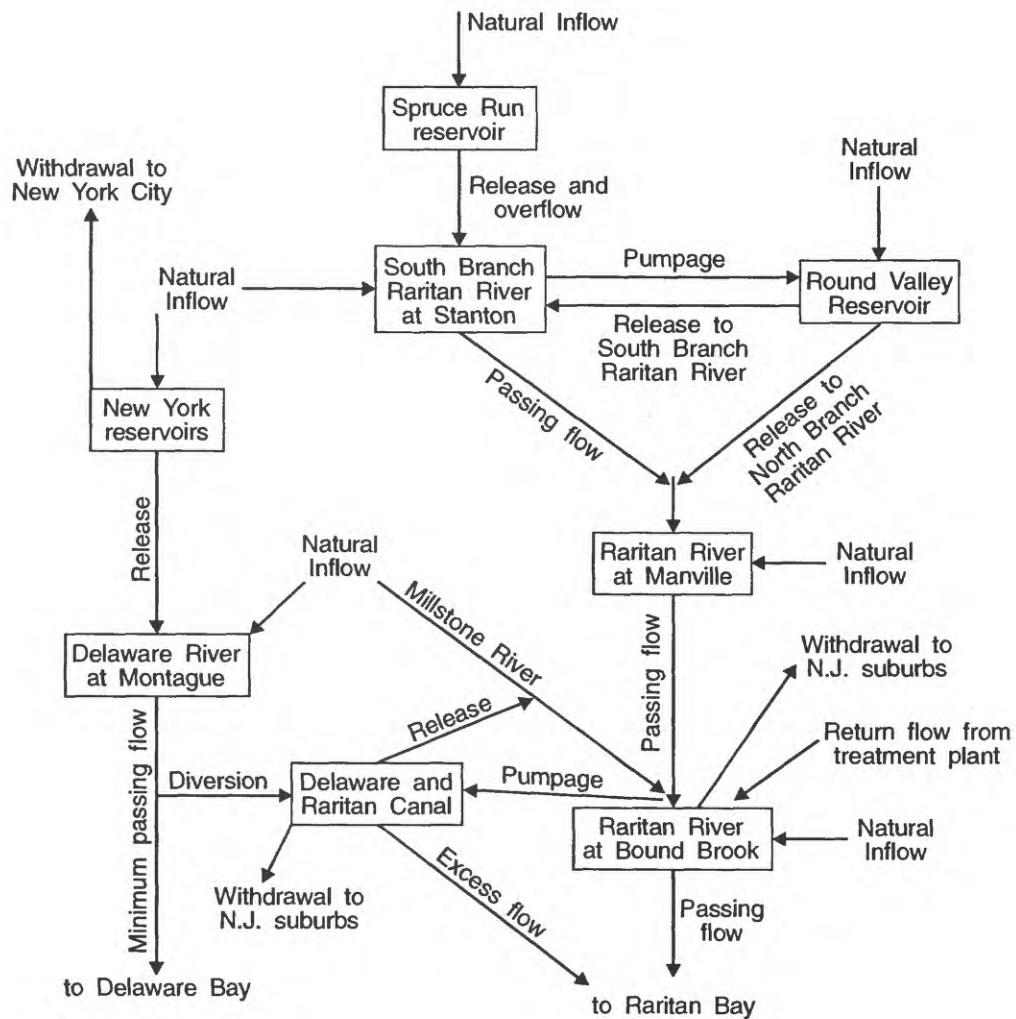 Natural Inflow
Spruce Run
reservoir
Withdrawal to
New York City
Natural
Inflow
Release and
overflow
Natural
Inflow
South Branch
Raritan River
at Stanton
Pumpage
Round Valley
Reservoir
Release to
South Branch
Raritan River
New York
reservoirs
Passing flow
Release to
North Branch
Raritan River
Release
Natural
Inflow
Raritan River
at Manville
Natural
Inflow
Millstone River
Delaware River
at Montague
Passing flow
Withdrawal to
N.J. suburbs
Release
Return flow from
treatment plant
Minimum passing flow
Diversion
Delaware and
Raritan Canal
Pumpage
Raritan River
at Bound Brook
Natural
Inflow
Withdrawal to
N.J. suburbs
Excess flow
Passing
flow
to Delaware Bay
to Raritan Bay